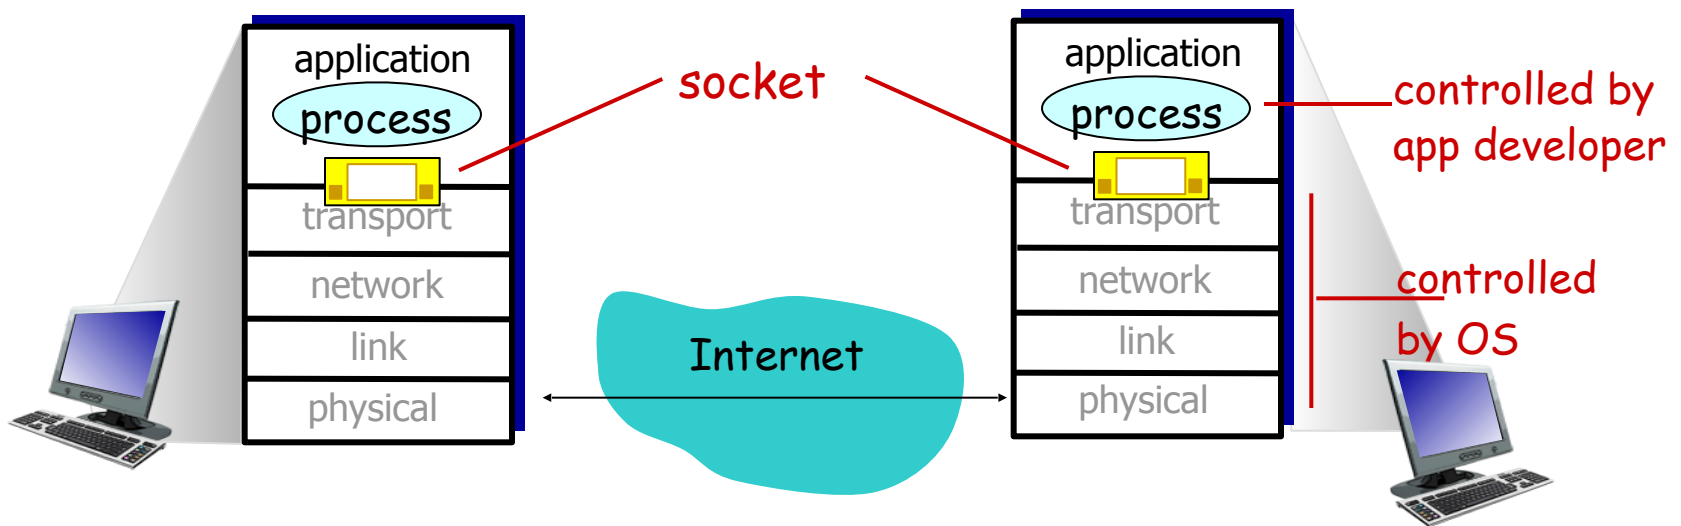 application
process
transport
network
link
physical
socket
Internet
application
process
transport
network
link
physical
controlled by
app developer
controlled
by OS